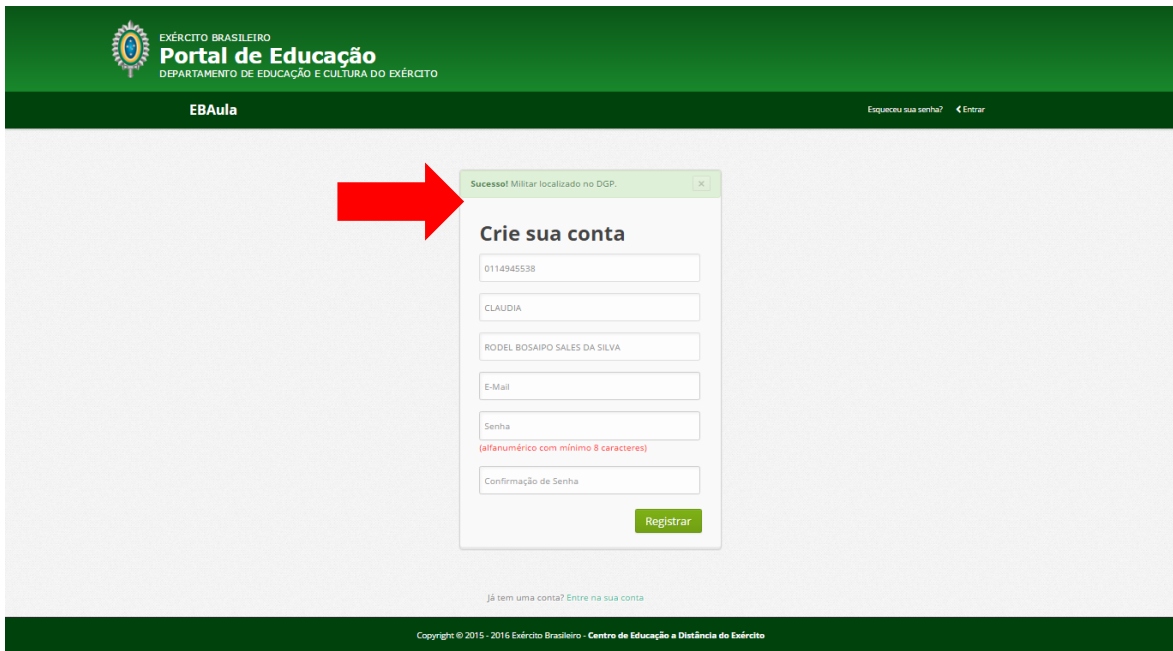 EXÉRCITO BRASILEIRO
Portal de Educação
DEPARTAMENTO DE EDUCAÇÃO E CULTURA DO EXÉRCITO
EBAula
Esqueceu sua senha? Entrar
Sucesso! Militar localizado no DGP. ×
Crie sua conta
0114945538
CLAUDIA
RODEL BOSAIPO SALES DA SILVA
E-Mail
Senha
(alfanumérico com mínimo 8 caracteres)
Confirmação de Senha
Registrar
Já tem uma conta? Entre na sua conta
Copyright © 2015 - 2016 Exército Brasileiro - Centro de Educação a Distância do Exército